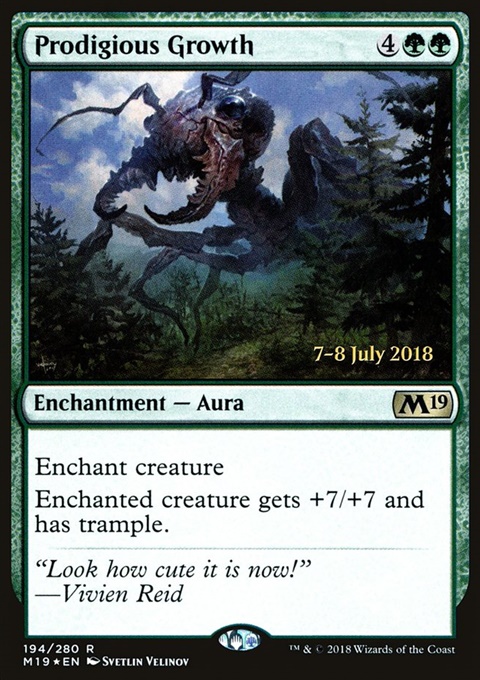 Prodigious Growth 4
7–8 July 2018
Enchantment — Aura M19
Enchant creature
Enchanted creature gets +7/+7 and
has trample.
“Look how cute it is now!”
—Vivien Reid
194/280 R
M19★EN Svetlin Velinov
™ & © 2018 Wizards of the Coast